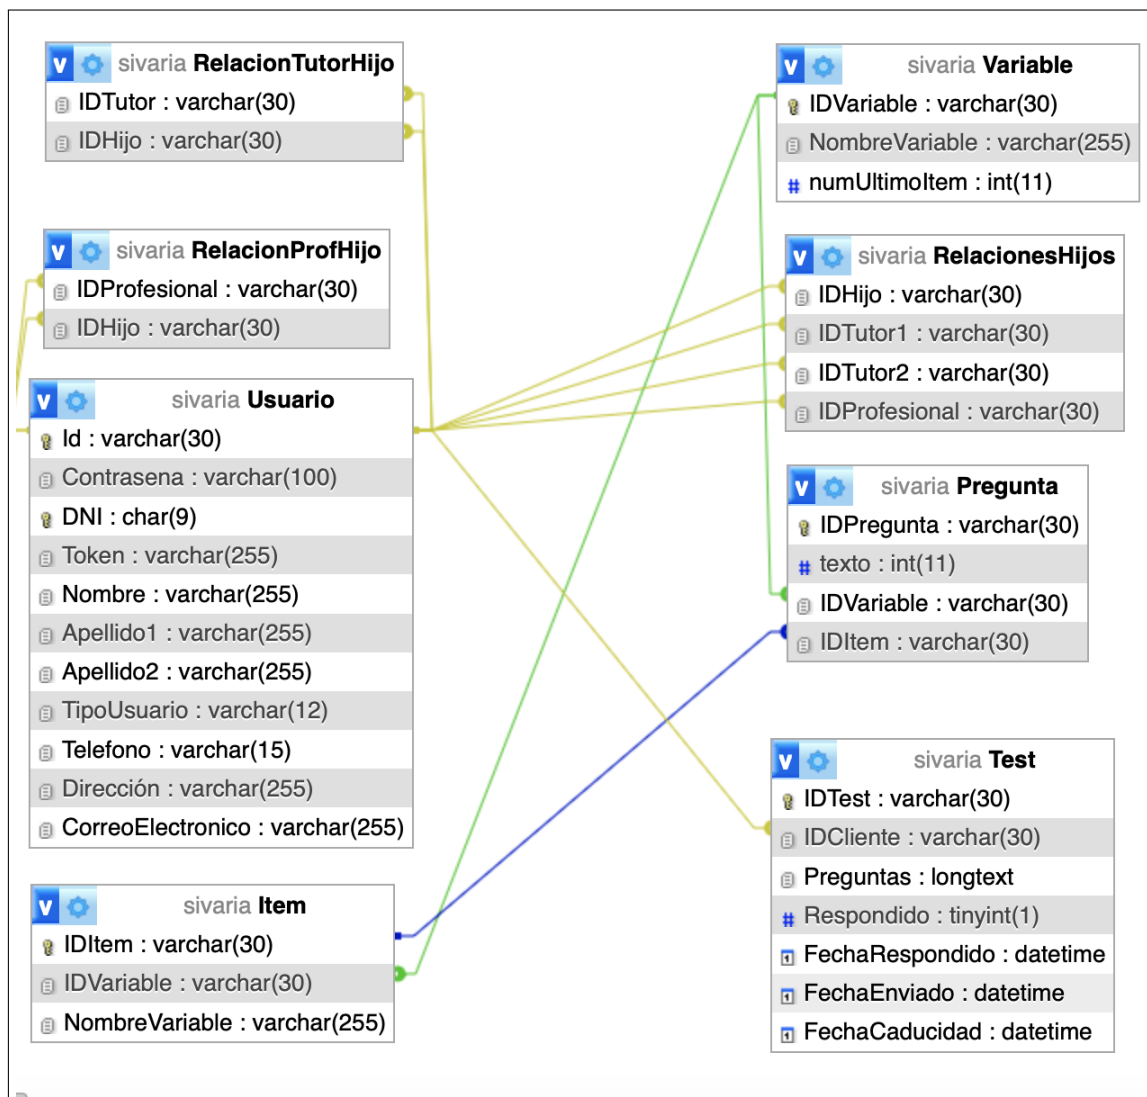 sivaria RelacionTutorHijo
IDTutor : varchar(30)
IDHijo : varchar(30)
sivaria RelacionProfHijo
IDProfesional : varchar(30)
IDHijo : varchar(30)
sivaria Usuario
Id : varchar(30)
Contrasena : varchar(100)
DNI : char(9)
Token : varchar(255)
Nombre : varchar(255)
Apellido1 : varchar(255)
Apellido2 : varchar(255)
TipoUsuario : varchar(12)
Telefono : varchar(15)
Dirección : varchar(255)
CorreoElectronico : varchar(255)
sivaria Item
IDItem : varchar(30)
IDVariable : varchar(30)
NombreVariable : varchar(255)
sivaria Variable
IDVariable : varchar(30)
NombreVariable : varchar(255)
# numUltimoItem : int(11)
sivaria RelacionesHijos
IDHijo : varchar(30)
IDTutor1 : varchar(30)
IDTutor2 : varchar(30)
IDProfesional : varchar(30)
sivaria Pregunta
IDPregunta : varchar(30)
# texto : int(11)
IDVariable : varchar(30)
IDItem : varchar(30)
sivaria Test
IDTest : varchar(30)
IDCliente : varchar(30)
Preguntas : longtext
# Respondido : tinyint(1)
FechaRespondido : datetime
FechaEnviado : datetime
FechaCaducidad : datetime